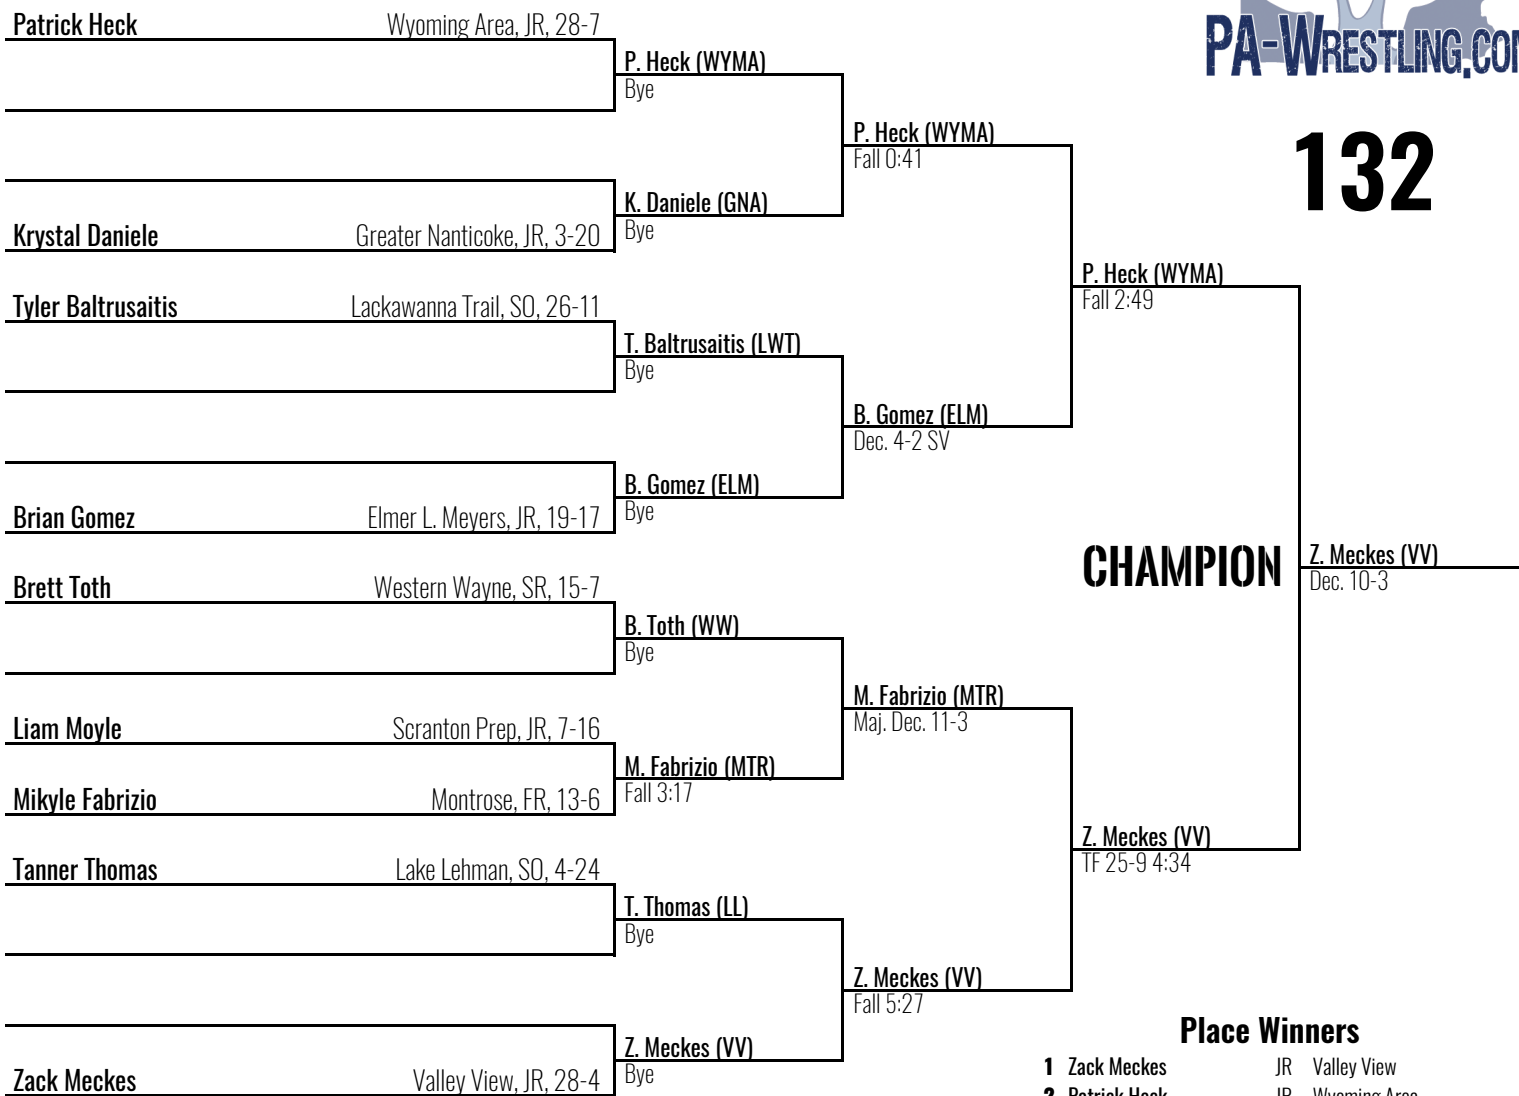 PA-WRESTLING.COM
132
Patrick Heck Wyoming Area, JR, 28-7
P. Heck (WYMA)
Bye
P. Heck (WYMA)
Fall 0:41
K. Daniele (GNA)
Bye
Krystal Daniele Greater Nanticoke, JR, 3-20
P. Heck (WYMA)
Fall 2:49
Tyler Baltrusaitis Lackawanna Trail, SO, 26-11
T. Baltrusaitis (LWT)
Bye
B. Gomez (ELM)
Dec. 4-2 SV
B. Gomez (ELM)
Bye
Brian Gomez Elmer L. Meyers, JR, 19-17
CHAMPION
Z. Meckes (VV)
Dec. 10-3
Brett Toth Western Wayne, SR, 15-7
B. Toth (WW)
Bye
M. Fabrizio (MTR)
Maj. Dec. 11-3
Liam Moyle Scranton Prep, JR, 7-16
M. Fabrizio (MTR)
Fall 3:17
Mikyle Fabrizio Montrose, FR, 13-6
Z. Meckes (VV)
TF 25-9 4:34
Tanner Thomas Lake Lehman, SO, 4-24
T. Thomas (LL)
Bye
Z. Meckes (VV)
Fall 5:27
Z. Meckes (VV)
Bye
Zack Meckes Valley View, JR, 28-4
Place Winners
1 Zack Meckes JR Valley View
2 Patrick Heck JR Wyoming Area